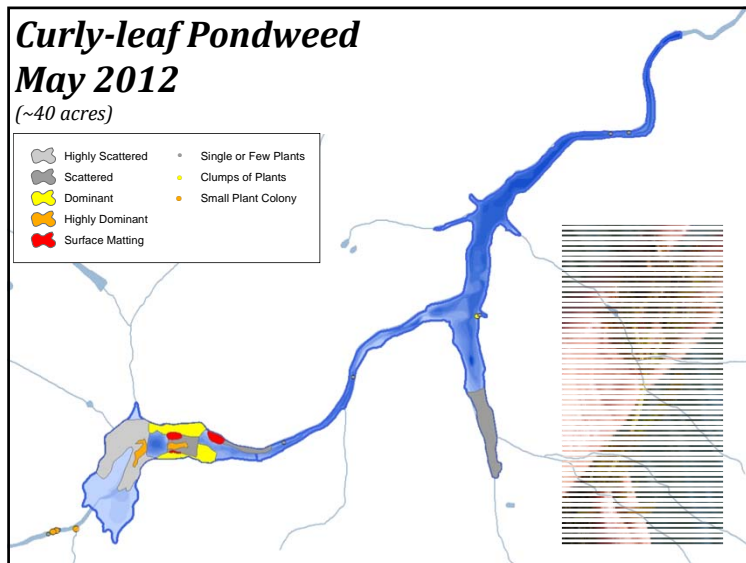 Curly-leaf Pondweed
May 2012
(~40 acres)
Highly Scattered
Scattered
Dominant
Highly Dominant
Surface Matting
Single or Few Plants
Clumps of Plants
Small Plant Colony